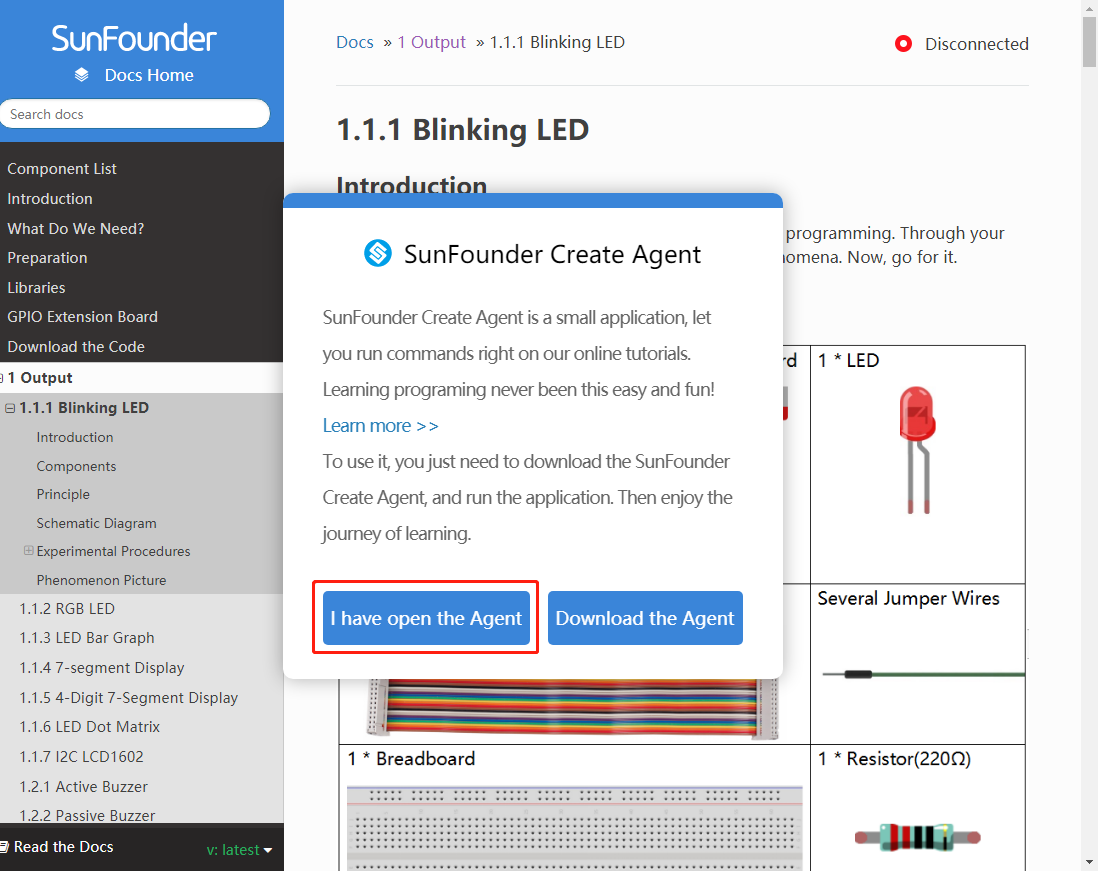 SunFounder
Docs Home
Search docs
Component List
Introduction
What Do We Need?
Preparation
Libraries
GPIO Extension Board
Download the Code
1 Output
1.1.1 Blinking LED
Introduction
Components
Principle
Schematic Diagram
Experimental Procedures
Phenomenon Picture
1.1.2 RGB LED
1.1.3 LED Bar Graph
1.1.4 7-segment Display
1.1.5 4-Digit 7-Segment Display
1.1.6 LED Dot Matrix
1.1.7 I2C LCD1602
1.2.1 Active Buzzer
1.2.2 Passive Buzzer
Read the Docs
v: latest
Docs » 1 Output » 1.1.1 Blinking LED
Disconnected
1.1.1 Blinking LED
Introduction
programming. Through your
Now, go for it.
SunFounder Create Agent
SunFounder Create Agent is a small application, let
you run commands right on our online tutorials.
Learning programing never been this easy and fun!
Learn more >>
To use it, you just need to download the SunFounder
Create Agent, and run the application. Then enjoy the
journey of learning.
I have open the Agent
Download the Agent
1 * LED
Several Jumper Wires
1 * Breadboard
1 * Resistor(220Ω)